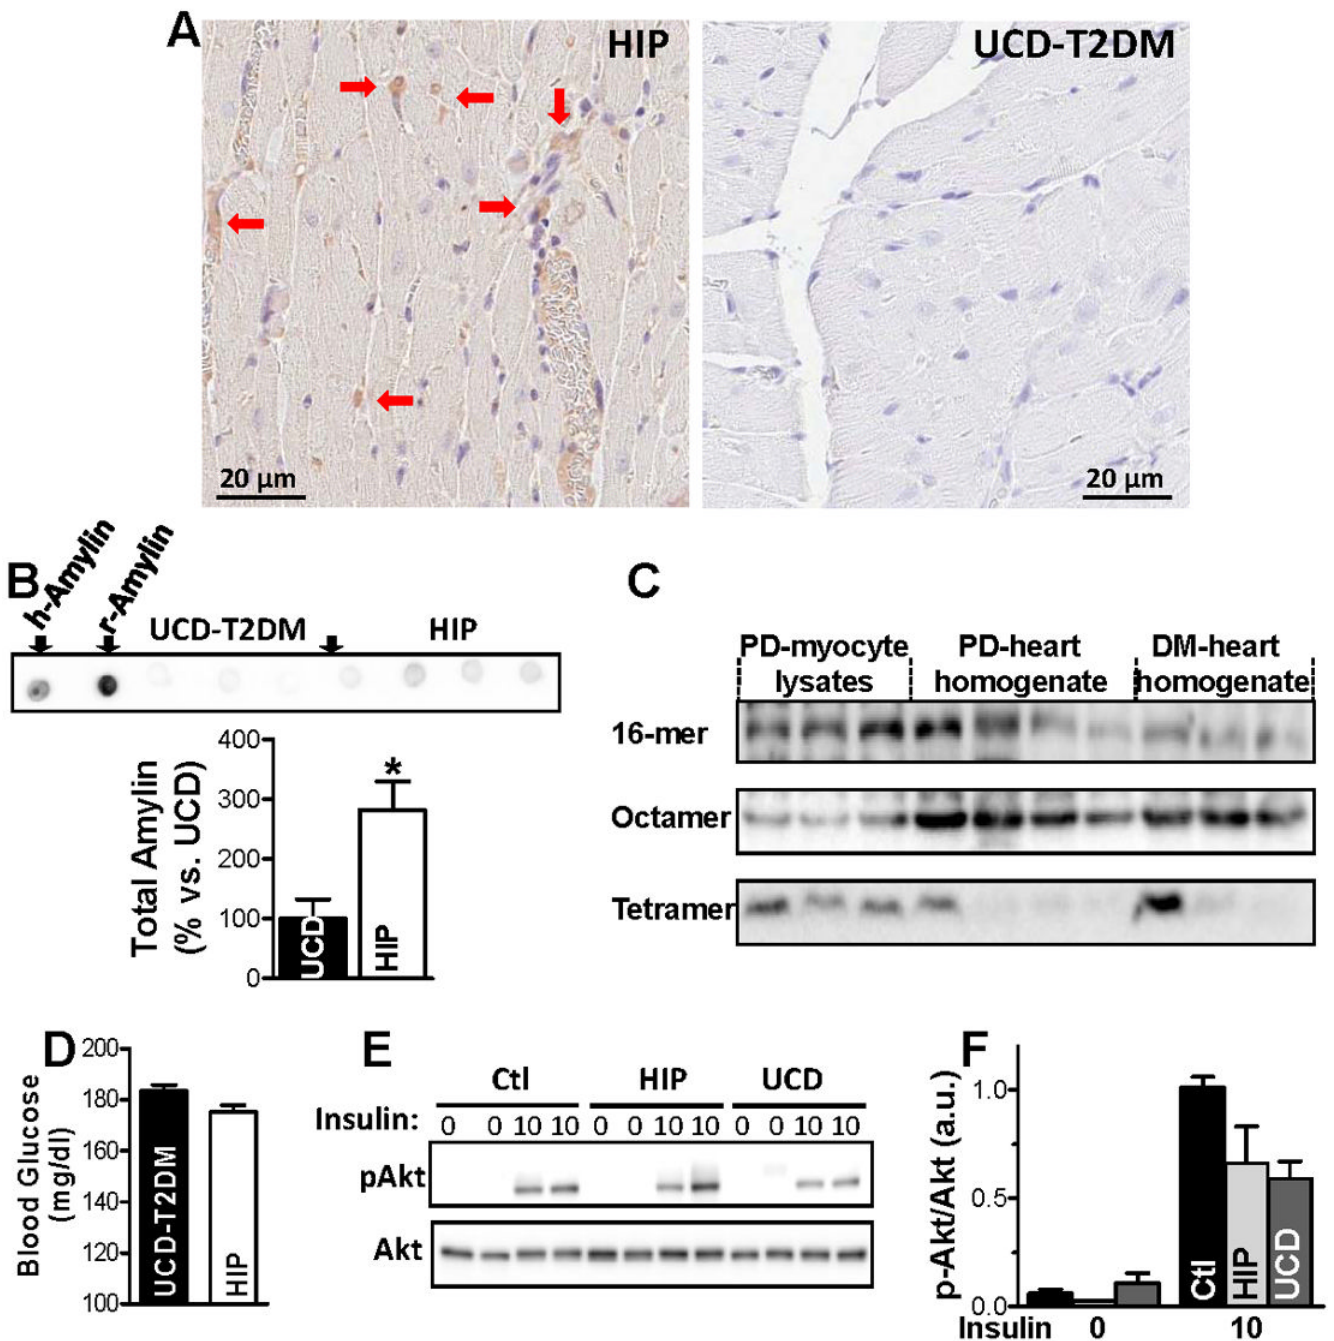 A
HIP
UCD-T2DM
20 µm
20 µm
B
h-Amylin
r-Amylin
UCD-T2DM
HIP
Total Amylin
(% vs. UCD)
400
300
200
100
0
*
UCD
HIP
C
PD-myocyte
lysates
PD-heart
homogenate
DM-heart
homogenate
16-mer
Octamer
Tetramer
D
Blood Glucose
(mg/dl)
200
180
160
140
120
100
UCD-T2DM
HIP
E
Ctl HIP UCD
Insulin: 0 0 10 10 0 0 10 10 0 0 10 10
pAkt
Akt
F
p-Akt/Akt (a.u.)
1.0
0.5
0.0
Ctl
HIP
UCD
Insulin 0 10